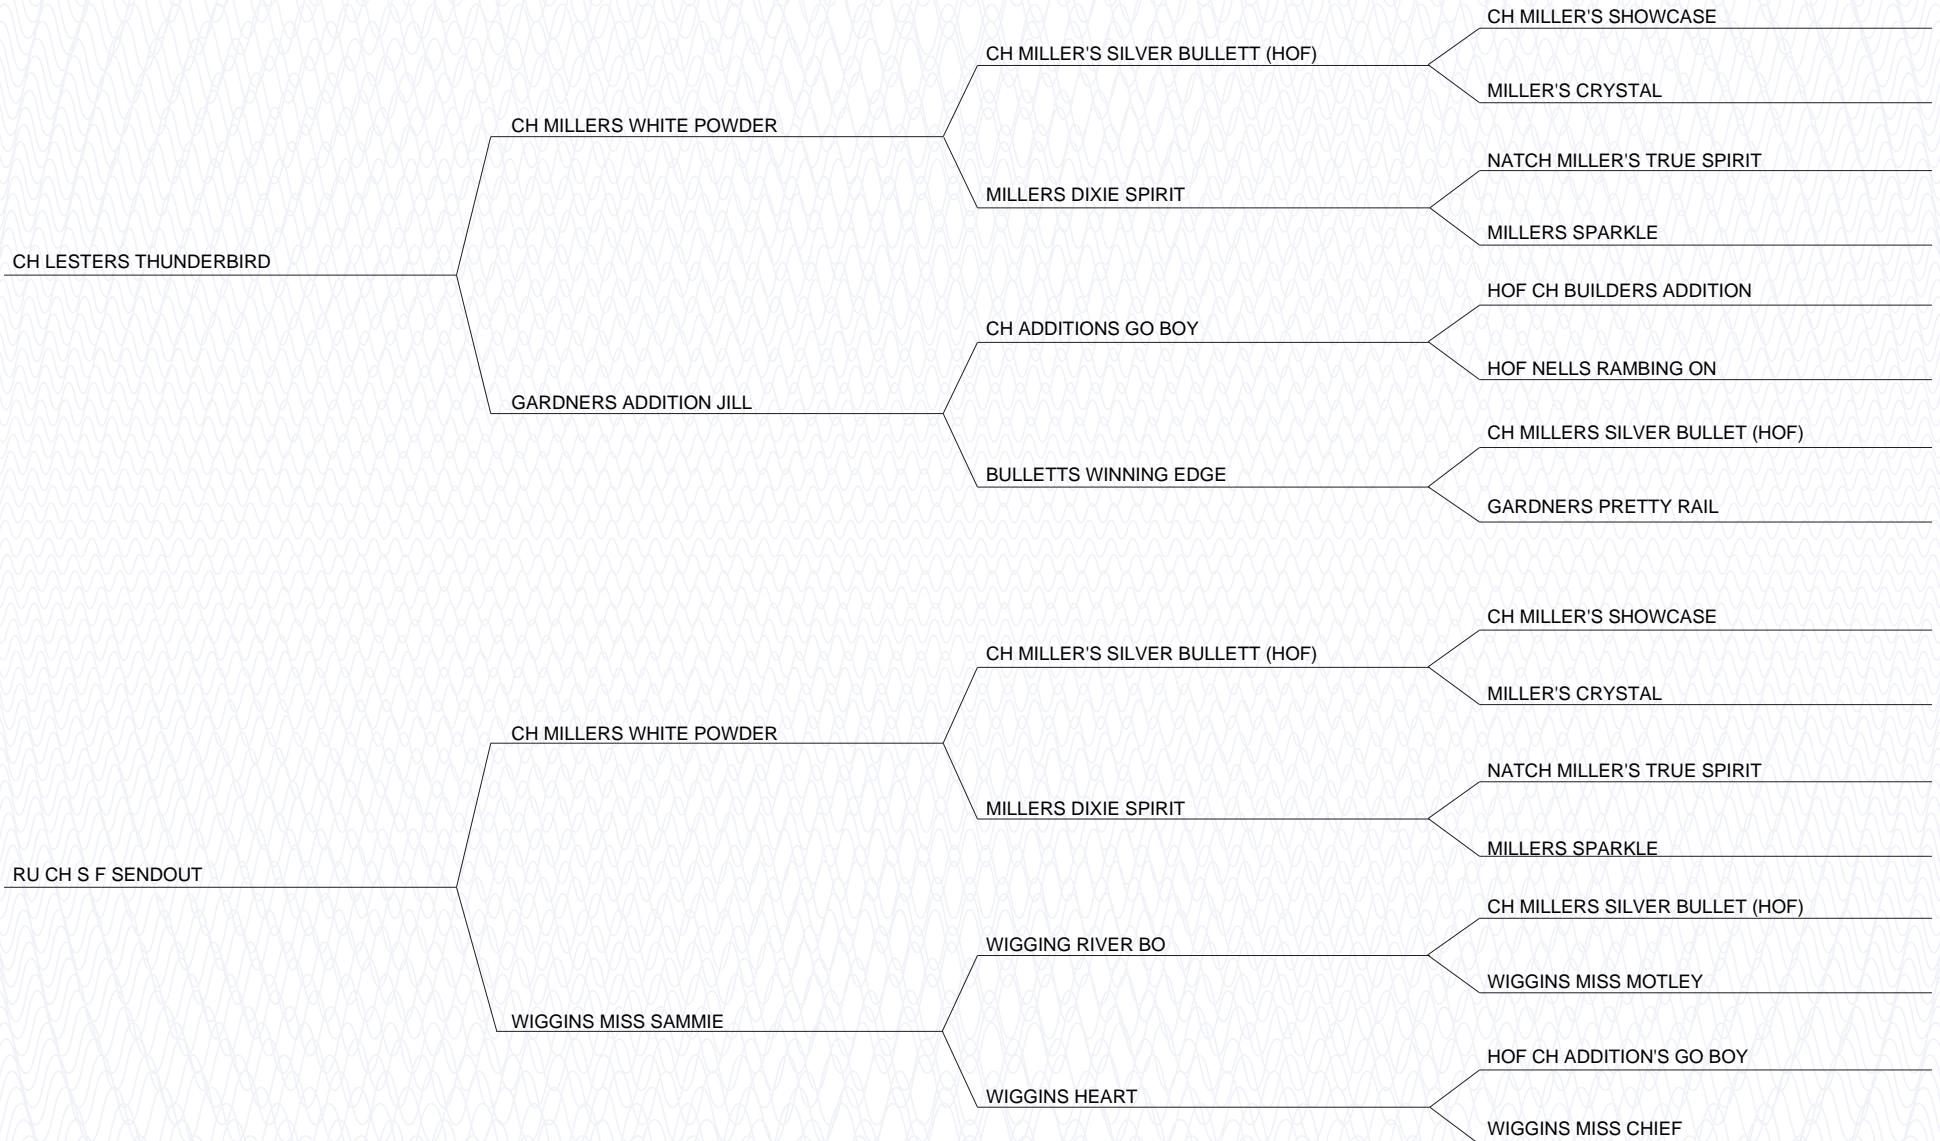 CH MILLER'S SHOWCASE
CH MILLER'S SILVER BULLETT (HOF)
MILLER'S CRYSTAL
CH MILLERS WHITE POWDER
NATCH MILLER'S TRUE SPIRIT
MILLERS DIXIE SPIRIT
MILLERS SPARKLE
CH LESTERS THUNDERBIRD
HOF CH BUILDERS ADDITION
CH ADDITIONS GO BOY
HOF NELLS RAMBING ON
GARDNERS ADDITION JILL
CH MILLERS SILVER BULLET (HOF)
BULLETTS WINNING EDGE
GARDNERS PRETTY RAIL
CH MILLER'S SHOWCASE
CH MILLER'S SILVER BULLETT (HOF)
MILLER'S CRYSTAL
CH MILLERS WHITE POWDER
NATCH MILLER'S TRUE SPIRIT
MILLERS DIXIE SPIRIT
MILLERS SPARKLE
RU CH S F SENDOUT
CH MILLERS SILVER BULLET (HOF)
WIGGING RIVER BO
WIGGINS MISS MOTLEY
WIGGINS MISS SAMMIE
HOF CH ADDITION'S GO BOY
WIGGINS HEART
WIGGINS MISS CHIEF